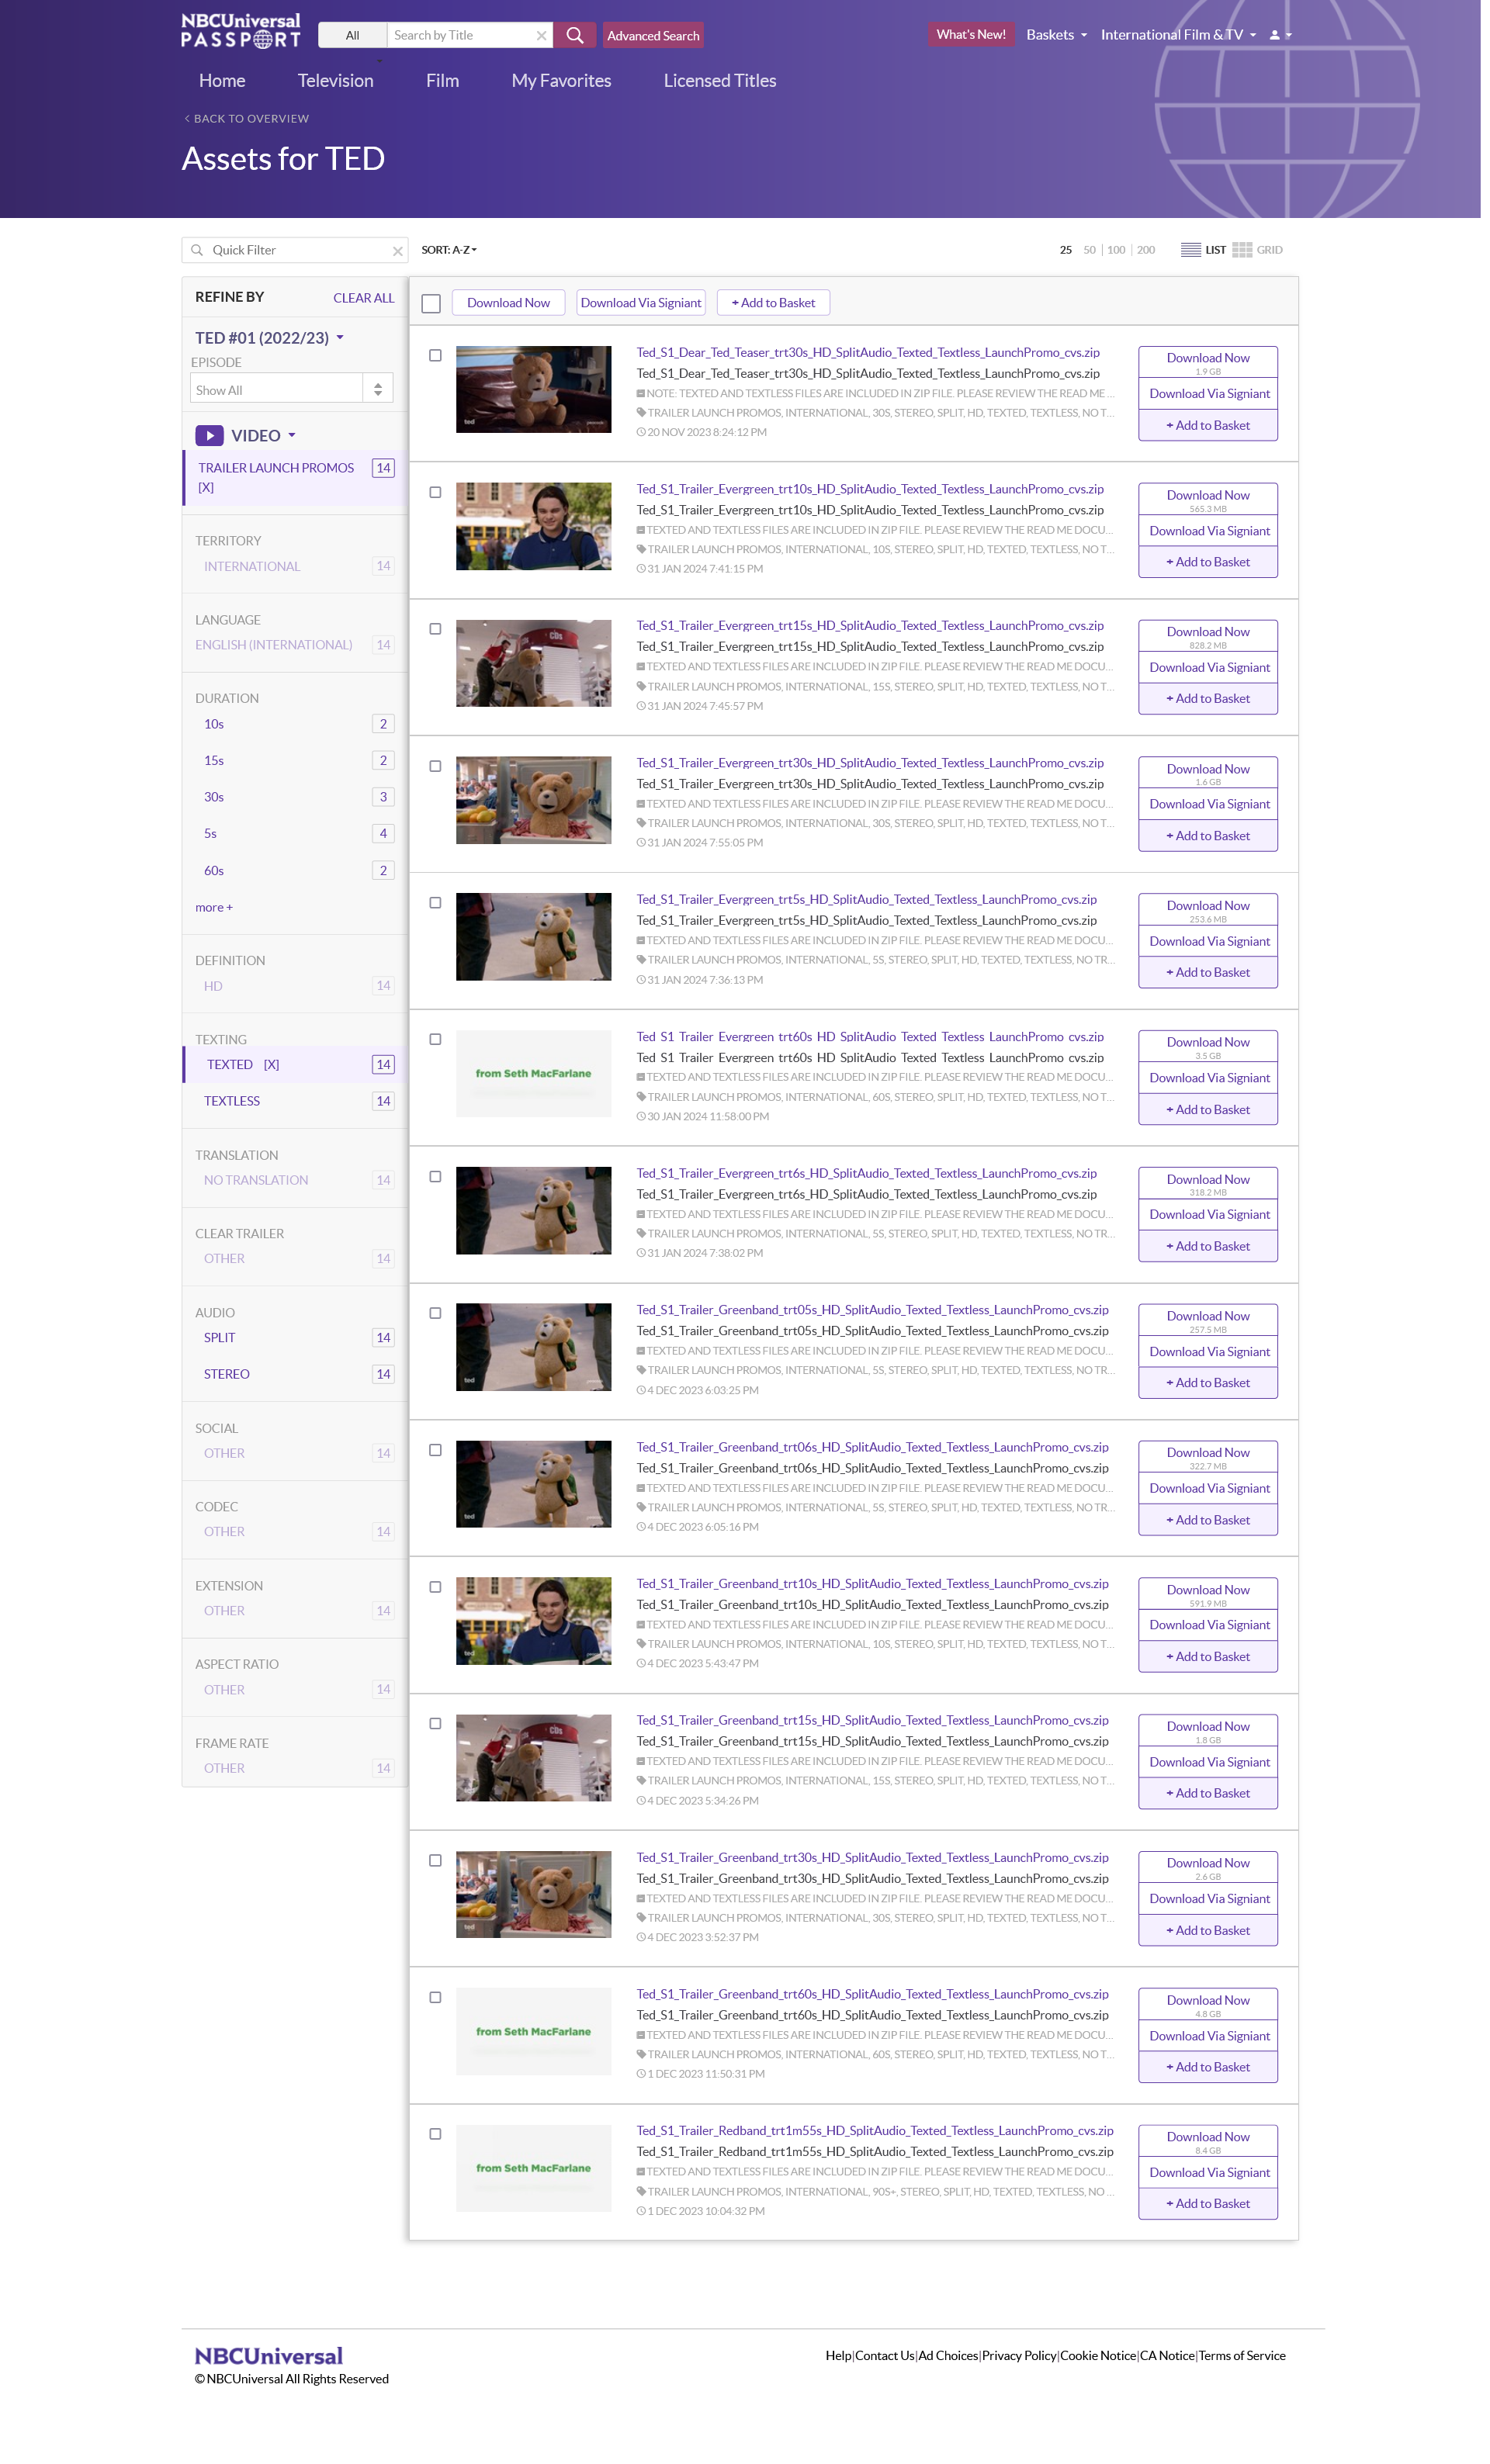 NBCUniversal
PASSPORT
All
Search by Title
Advanced Search
What's New!
Baskets
International Film & TV
Home
Television
Film
My Favorites
Licensed Titles
BACK TO OVERVIEW
Assets for TED
Quick Filter
SORT: A-Z
25 50 | 100 | 200
LIST
GRID
REFINE BY
CLEAR ALL
TED #01 (2022/23)
EPISODE
Show All
VIDEO
TRAILER LAUNCH PROMOS 14
[X]
TERRITORY
INTERNATIONAL 14
LANGUAGE
ENGLISH (INTERNATIONAL) 14
DURATION
10s 2
15s 2
30s 3
5s 4
60s 2
more +
DEFINITION
HD 14
TEXTING
TEXTED [X] 14
TEXTLESS 14
TRANSLATION
NO TRANSLATION 14
CLEAR TRAILER
OTHER 14
AUDIO
SPLIT 14
STEREO 14
SOCIAL
OTHER 14
CODEC
OTHER 14
EXTENSION
OTHER 14
ASPECT RATIO
OTHER 14
FRAME RATE
OTHER 14
Download Now
Download Via Signiant
+ Add to Basket
Ted_S1_Dear_Ted_Teaser_trt30s_HD_SplitAudio_Texted_Textless_LaunchPromo_cvs.zip
Ted_S1_Dear_Ted_Teaser_trt30s_HD_SplitAudio_Texted_Textless_LaunchPromo_cvs.zip
NOTE: TEXTED AND TEXTLESS FILES ARE INCLUDED IN ZIP FILE. PLEASE REVIEW THE READ ME ...
TRAILER LAUNCH PROMOS, INTERNATIONAL, 30S, STEREO, SPLIT, HD, TEXTED, TEXTLESS, NO T...
20 NOV 2023 8:24:12 PM
Download Now
1.9 GB
Download Via Signiant
+ Add to Basket
Ted_S1_Trailer_Evergreen_trt10s_HD_SplitAudio_Texted_Textless_LaunchPromo_cvs.zip
Ted_S1_Trailer_Evergreen_trt10s_HD_SplitAudio_Texted_Textless_LaunchPromo_cvs.zip
TEXTED AND TEXTLESS FILES ARE INCLUDED IN ZIP FILE. PLEASE REVIEW THE READ ME DOCU...
TRAILER LAUNCH PROMOS, INTERNATIONAL, 10S, STEREO, SPLIT, HD, TEXTED, TEXTLESS, NO T...
31 JAN 2024 7:41:15 PM
Download Now
565.3 MB
Download Via Signiant
+ Add to Basket
CDs
Ted_S1_Trailer_Evergreen_trt15s_HD_SplitAudio_Texted_Textless_LaunchPromo_cvs.zip
Ted_S1_Trailer_Evergreen_trt15s_HD_SplitAudio_Texted_Textless_LaunchPromo_cvs.zip
TEXTED AND TEXTLESS FILES ARE INCLUDED IN ZIP FILE. PLEASE REVIEW THE READ ME DOCU...
TRAILER LAUNCH PROMOS, INTERNATIONAL, 15S, STEREO, SPLIT, HD, TEXTED, TEXTLESS, NO T...
31 JAN 2024 7:45:57 PM
Download Now
828.2 MB
Download Via Signiant
+ Add to Basket
Ted_S1_Trailer_Evergreen_trt30s_HD_SplitAudio_Texted_Textless_LaunchPromo_cvs.zip
Ted_S1_Trailer_Evergreen_trt30s_HD_SplitAudio_Texted_Textless_LaunchPromo_cvs.zip
TEXTED AND TEXTLESS FILES ARE INCLUDED IN ZIP FILE. PLEASE REVIEW THE READ ME DOCU...
TRAILER LAUNCH PROMOS, INTERNATIONAL, 30S, STEREO, SPLIT, HD, TEXTED, TEXTLESS, NO T...
31 JAN 2024 7:55:05 PM
Download Now
1.6 GB
Download Via Signiant
+ Add to Basket
Ted_S1_Trailer_Evergreen_trt5s_HD_SplitAudio_Texted_Textless_LaunchPromo_cvs.zip
Ted_S1_Trailer_Evergreen_trt5s_HD_SplitAudio_Texted_Textless_LaunchPromo_cvs.zip
TEXTED AND TEXTLESS FILES ARE INCLUDED IN ZIP FILE. PLEASE REVIEW THE READ ME DOCU...
TRAILER LAUNCH PROMOS, INTERNATIONAL, 5S, STEREO, SPLIT, HD, TEXTED, TEXTLESS, NO TR...
31 JAN 2024 7:36:13 PM
Download Now
253.6 MB
Download Via Signiant
+ Add to Basket
from Seth MacFarlane
Ted_S1_Trailer_Evergreen_trt60s_HD_SplitAudio_Texted_Textless_LaunchPromo_cvs.zip
Ted_S1_Trailer_Evergreen_trt60s_HD_SplitAudio_Texted_Textless_LaunchPromo_cvs.zip
TEXTED AND TEXTLESS FILES ARE INCLUDED IN ZIP FILE. PLEASE REVIEW THE READ ME DOCU...
TRAILER LAUNCH PROMOS, INTERNATIONAL, 60S, STEREO, SPLIT, HD, TEXTED, TEXTLESS, NO T...
30 JAN 2024 11:58:00 PM
Download Now
3.5 GB
Download Via Signiant
+ Add to Basket
Ted_S1_Trailer_Evergreen_trt6s_HD_SplitAudio_Texted_Textless_LaunchPromo_cvs.zip
Ted_S1_Trailer_Evergreen_trt6s_HD_SplitAudio_Texted_Textless_LaunchPromo_cvs.zip
TEXTED AND TEXTLESS FILES ARE INCLUDED IN ZIP FILE. PLEASE REVIEW THE READ ME DOCU...
TRAILER LAUNCH PROMOS, INTERNATIONAL, 5S, STEREO, SPLIT, HD, TEXTED, TEXTLESS, NO TR...
31 JAN 2024 7:38:02 PM
Download Now
318.2 MB
Download Via Signiant
+ Add to Basket
ted
Ted_S1_Trailer_Greenband_trt05s_HD_SplitAudio_Texted_Textless_LaunchPromo_cvs.zip
Ted_S1_Trailer_Greenband_trt05s_HD_SplitAudio_Texted_Textless_LaunchPromo_cvs.zip
TEXTED AND TEXTLESS FILES ARE INCLUDED IN ZIP FILE. PLEASE REVIEW THE READ ME DOCU...
TRAILER LAUNCH PROMOS, INTERNATIONAL, 5S, STEREO, SPLIT, HD, TEXTED, TEXTLESS, NO TR...
4 DEC 2023 6:03:25 PM
Download Now
257.5 MB
Download Via Signiant
+ Add to Basket
ted
Ted_S1_Trailer_Greenband_trt06s_HD_SplitAudio_Texted_Textless_LaunchPromo_cvs.zip
Ted_S1_Trailer_Greenband_trt06s_HD_SplitAudio_Texted_Textless_LaunchPromo_cvs.zip
TEXTED AND TEXTLESS FILES ARE INCLUDED IN ZIP FILE. PLEASE REVIEW THE READ ME DOCU...
TRAILER LAUNCH PROMOS, INTERNATIONAL, 5S, STEREO, SPLIT, HD, TEXTED, TEXTLESS, NO TR...
4 DEC 2023 6:05:16 PM
Download Now
322.7 MB
Download Via Signiant
+ Add to Basket
Ted_S1_Trailer_Greenband_trt10s_HD_SplitAudio_Texted_Textless_LaunchPromo_cvs.zip
Ted_S1_Trailer_Greenband_trt10s_HD_SplitAudio_Texted_Textless_LaunchPromo_cvs.zip
TEXTED AND TEXTLESS FILES ARE INCLUDED IN ZIP FILE. PLEASE REVIEW THE READ ME DOCU...
TRAILER LAUNCH PROMOS, INTERNATIONAL, 10S, STEREO, SPLIT, HD, TEXTED, TEXTLESS, NO T...
4 DEC 2023 5:43:47 PM
Download Now
591.9 MB
Download Via Signiant
+ Add to Basket
CDs
Ted_S1_Trailer_Greenband_trt15s_HD_SplitAudio_Texted_Textless_LaunchPromo_cvs.zip
Ted_S1_Trailer_Greenband_trt15s_HD_SplitAudio_Texted_Textless_LaunchPromo_cvs.zip
TEXTED AND TEXTLESS FILES ARE INCLUDED IN ZIP FILE. PLEASE REVIEW THE READ ME DOCU...
TRAILER LAUNCH PROMOS, INTERNATIONAL, 15S, STEREO, SPLIT, HD, TEXTED, TEXTLESS, NO T...
4 DEC 2023 5:34:26 PM
Download Now
1.8 GB
Download Via Signiant
+ Add to Basket
Ted_S1_Trailer_Greenband_trt30s_HD_SplitAudio_Texted_Textless_LaunchPromo_cvs.zip
Ted_S1_Trailer_Greenband_trt30s_HD_SplitAudio_Texted_Textless_LaunchPromo_cvs.zip
TEXTED AND TEXTLESS FILES ARE INCLUDED IN ZIP FILE. PLEASE REVIEW THE READ ME DOCU...
TRAILER LAUNCH PROMOS, INTERNATIONAL, 30S, STEREO, SPLIT, HD, TEXTED, TEXTLESS, NO T...
4 DEC 2023 3:52:37 PM
Download Now
2.6 GB
Download Via Signiant
+ Add to Basket
from Seth MacFarlane
Ted_S1_Trailer_Greenband_trt60s_HD_SplitAudio_Texted_Textless_LaunchPromo_cvs.zip
Ted_S1_Trailer_Greenband_trt60s_HD_SplitAudio_Texted_Textless_LaunchPromo_cvs.zip
TEXTED AND TEXTLESS FILES ARE INCLUDED IN ZIP FILE. PLEASE REVIEW THE READ ME DOCU...
TRAILER LAUNCH PROMOS, INTERNATIONAL, 60S, STEREO, SPLIT, HD, TEXTED, TEXTLESS, NO T...
1 DEC 2023 11:50:31 PM
Download Now
4.8 GB
Download Via Signiant
+ Add to Basket
from Seth MacFarlane
Ted_S1_Trailer_Redband_trt1m55s_HD_SplitAudio_Texted_Textless_LaunchPromo_cvs.zip
Ted_S1_Trailer_Redband_trt1m55s_HD_SplitAudio_Texted_Textless_LaunchPromo_cvs.zip
TEXTED AND TEXTLESS FILES ARE INCLUDED IN ZIP FILE. PLEASE REVIEW THE READ ME DOCU...
TRAILER LAUNCH PROMOS, INTERNATIONAL, 90S+, STEREO, SPLIT, HD, TEXTED, TEXTLESS, NO ...
1 DEC 2023 10:04:32 PM
Download Now
8.4 GB
Download Via Signiant
+ Add to Basket
NBCUniversal
© NBCUniversal All Rights Reserved
Help|Contact Us|Ad Choices|Privacy Policy|Cookie Notice|CA Notice|Terms of Service